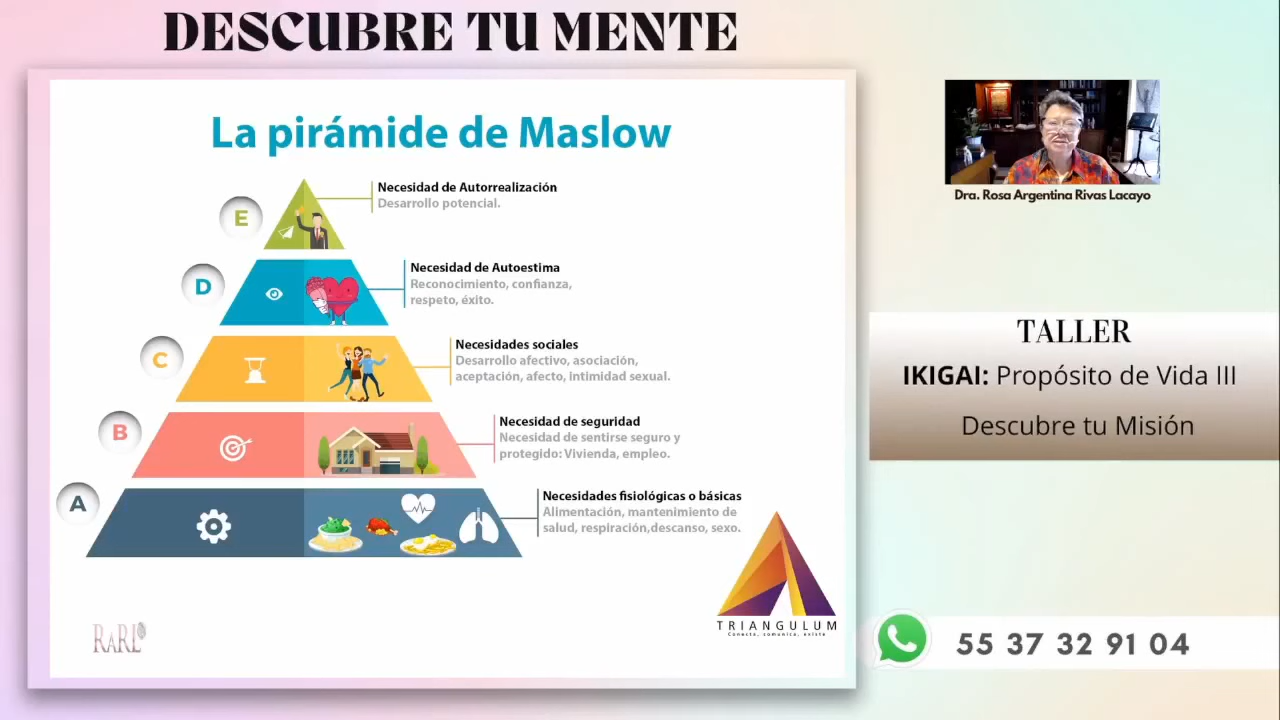 DESCUBRE TU MENTE
La pirámide de Maslow
E
Necesidad de Autorrealización
Desarrollo potencial.
D
Necesidad de Autoestima
Reconocimiento, confianza,
respeto, éxito.
C
Necesidades sociales
Desarrollo afectivo, asociación,
aceptación, afecto, intimidad sexual.
B
Necesidad de seguridad
Necesidad de sentirse seguro y
protegido: Vivienda, empleo.
A
Necesidades fisiológicas o básicas
Alimentación, mantenimiento de
salud, respiración,descanso, sexo.
RARL
TRIANGULUM
Conecta, comunica, existe
Dra. Rosa Argentina Rivas Lacayo
TALLER
IKIGAI: Propósito de Vida III
Descubre tu Misión
55 37 32 91 04